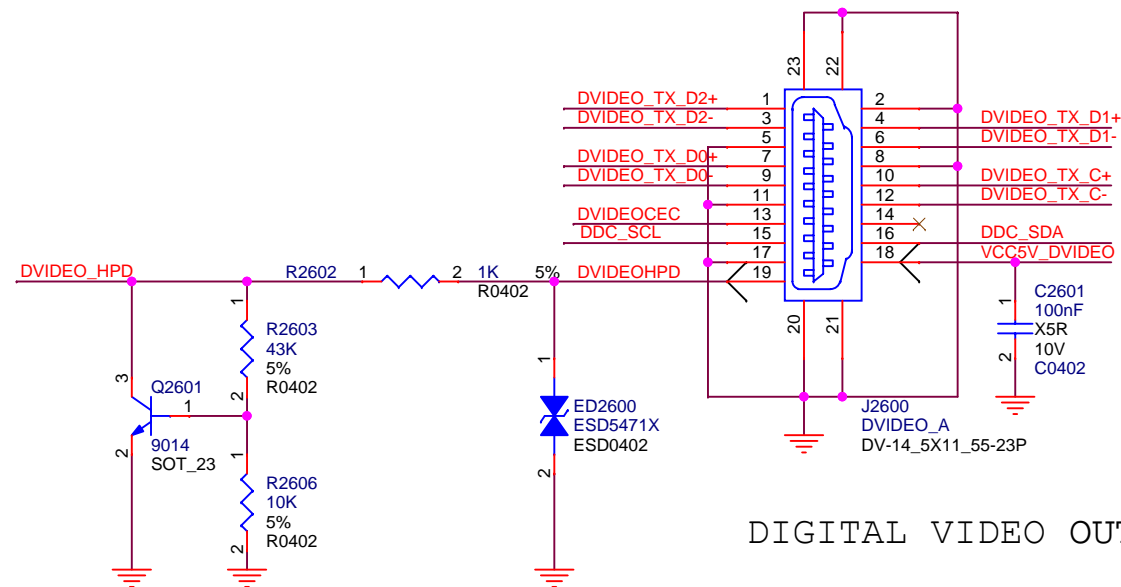 23
22
DVIDEO_TX_D2+ 1 2
DVIDEO_TX_D2- 3 4 DVIDEO_TX_D1+
5 6 DVIDEO_TX_D1-
DVIDEO_TX_D0+ 7 8
DVIDEO_TX_D0- 9 10 DVIDEO_TX_C+
11 12 DVIDEO_TX_C-
DVIDEOCEC 13 14
DDC_SCL 15 16 DDC_SDA
17 18 VCC5V_DVIDEO
DVIDEO_HPD R2602 1 2 1K 5% DVIDEOHPD 19
R0402
20
21
1
C2601
100nF
X5R
10V
2
C0402
1
R2603
43K
5%
R0402
2
3
Q2601
1
2
9014
SOT_23
1
R2606
10K
5%
R0402
2
1
ED2600
ESD5471X
ESD0402
2
J2600
DVIDEO_A
DV-14_5X11_55-23P
DIGITAL VIDEO OUT